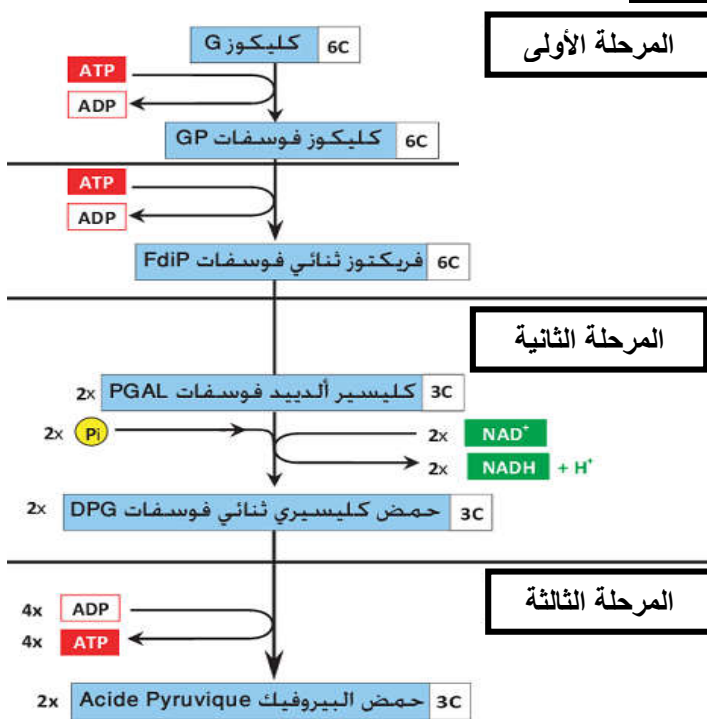 المرحلة الأولى
كليكوز G 6C
ATP
ADP
كليكوز فوسفات GP 6C
ATP
ADP
فريكتوز ثنائي فوسفات FdiP 6C
المرحلة الثانية
2x كليسير ألدييد فوسفات PGAL 3C
2x Pi
2x NAD⁺
2x NADH + H⁺
2x حمض كليسيري ثنائي فوسفات DPG 3C
المرحلة الثالثة
4x ADP
4x ATP
2x حمض البيروفيك Acide Pyruvique 3C